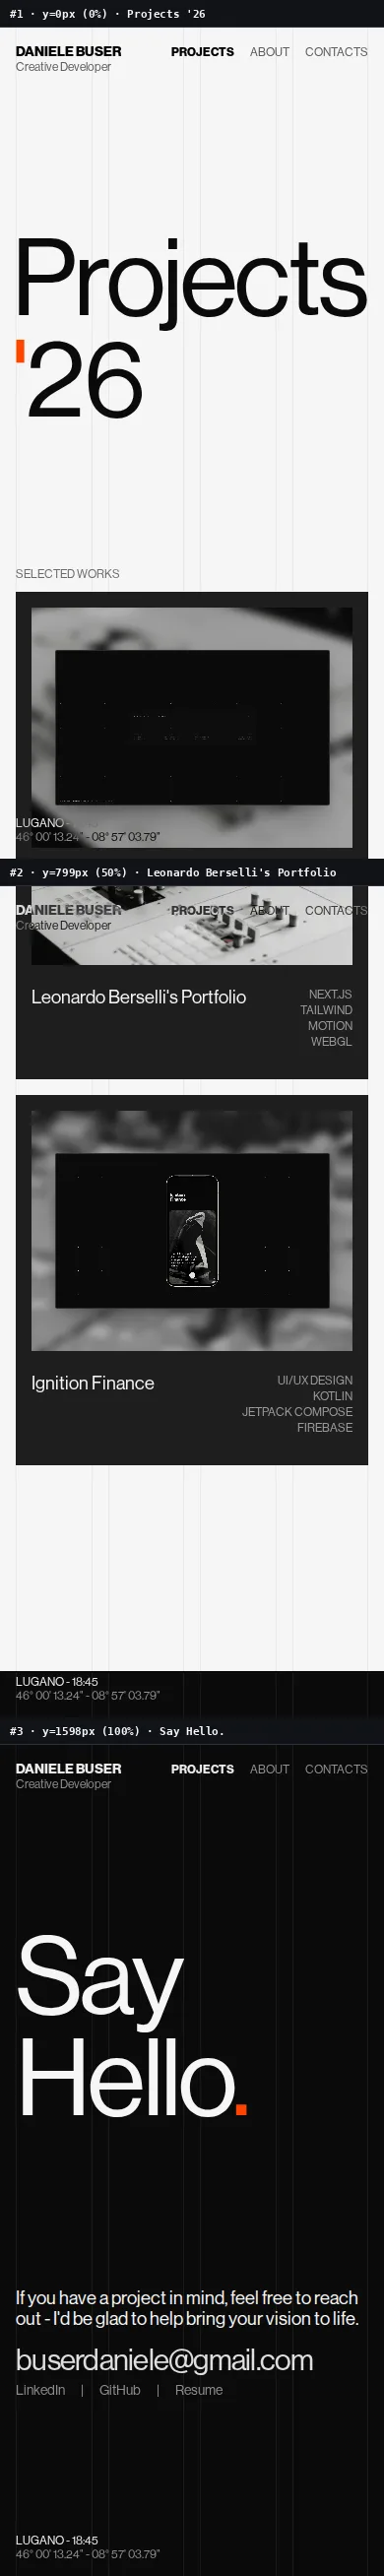 #1 · y=0px (0%) · Projects '26
DANIELE BUSER
Creative Developer
PROJECTS ABOUT CONTACTS
Projects
'26
SELECTED WORKS
LUGANO -
46° 00' 13.24" - 08° 57' 03.79"
#2 · y=799px (50%) · Leonardo Berselli's Portfolio
DANIELE BUSER
Creative Developer
PROJECTS ABOUT CONTACTS
Leonardo Berselli's Portfolio
NEXT.JS
TAILWIND
MOTION
WEBGL
Ignition Finance
UI/UX DESIGN
KOTLIN
JETPACK COMPOSE
FIREBASE
LUGANO - 18:45
46° 00' 13.24" - 08° 57' 03.79"
#3 · y=1598px (100%) · Say Hello.
DANIELE BUSER
Creative Developer
PROJECTS ABOUT CONTACTS
Say
Hello.
If you have a project in mind, feel free to reach
out - I'd be glad to help bring your vision to life.
buserdaniele@gmail.com
LinkedIn | GitHub | Resume
LUGANO - 18:45
46° 00' 13.24" - 08° 57' 03.79"